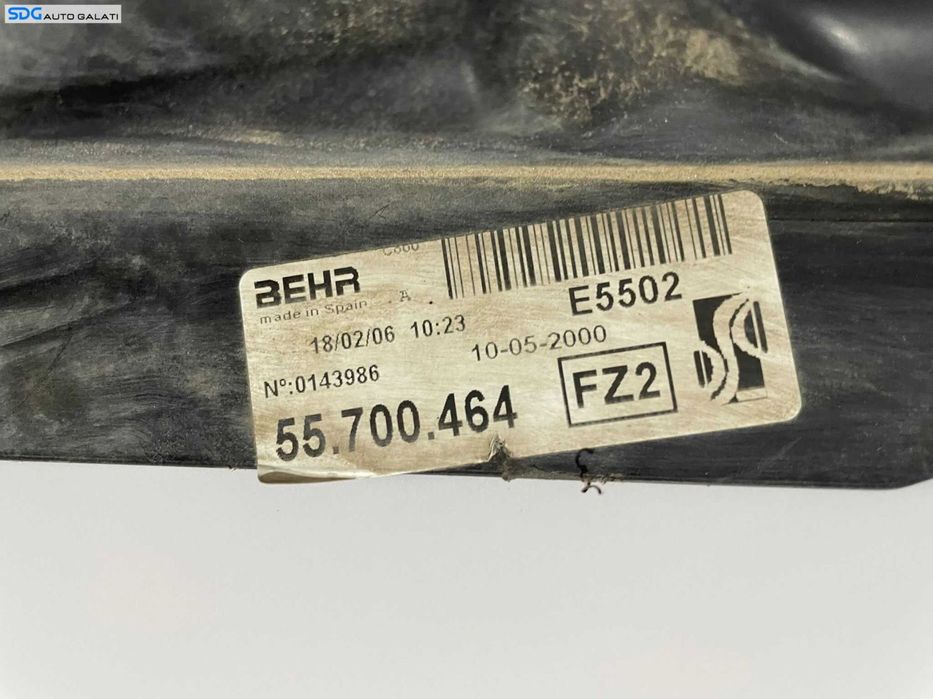 SDG AUTO GALATI
BEHR
made in Spain
A
18/02/06 10:23
E5502
10-05-2000
Nº:0143986
FZ2
55.700.464